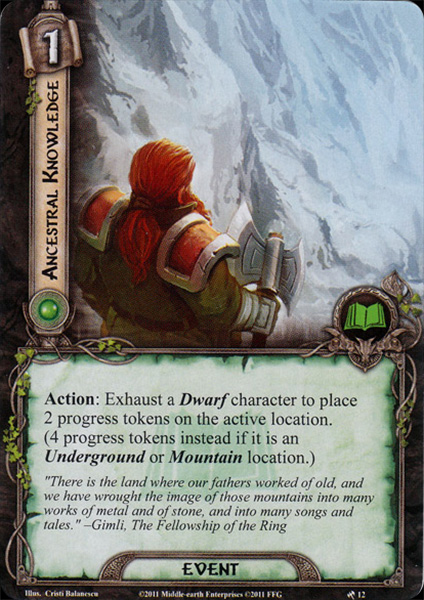 1
ANCESTRAL KNOWLEDGE
Action: Exhaust a Dwarf character to place
2 progress tokens on the active location.
(4 progress tokens instead if it is an
Underground or Mountain location.)
"There is the land where our fathers worked of old, and
we have wrought the image of those mountains into many
works of metal and of stone, and into many songs and
tales." –Gimli, The Fellowship of the Ring
EVENT
Illus. Cristi Balanescu ©2011 Middle-earth Enterprises ©2011 FFG 12